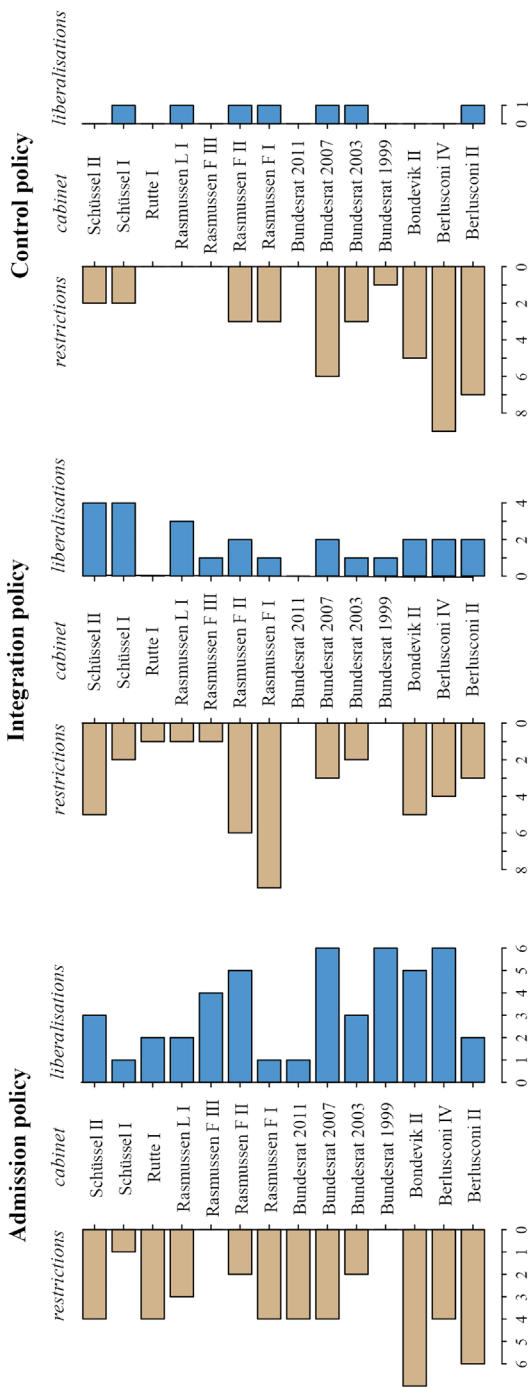 Admission policy Integration policy Control policy
restrictions cabinet liberalisations restrictions cabinet liberalisations restrictions cabinet liberalisations
Schüssel II Schüssel II Schüssel II
Schüssel I Schüssel I Schüssel I
Rutte I Rutte I Rutte I
Rasmussen L I Rasmussen L I Rasmussen L I
Rasmussen F III Rasmussen F III Rasmussen F III
Rasmussen F II Rasmussen F II Rasmussen F II
Rasmussen F I Rasmussen F I Rasmussen F I
Bundesrat 2011 Bundesrat 2011 Bundesrat 2011
Bundesrat 2007 Bundesrat 2007 Bundesrat 2007
Bundesrat 2003 Bundesrat 2003 Bundesrat 2003
Bundesrat 1999 Bundesrat 1999 Bundesrat 1999
Bondevik II Bondevik II Bondevik II
Berlusconi IV Berlusconi IV Berlusconi IV
Berlusconi II Berlusconi II Berlusconi II
6 5 4 3 2 1 0 0 1 2 3 4 5 6 8 6 4 2 0 0 2 4 8 6 4 2 0 0 1